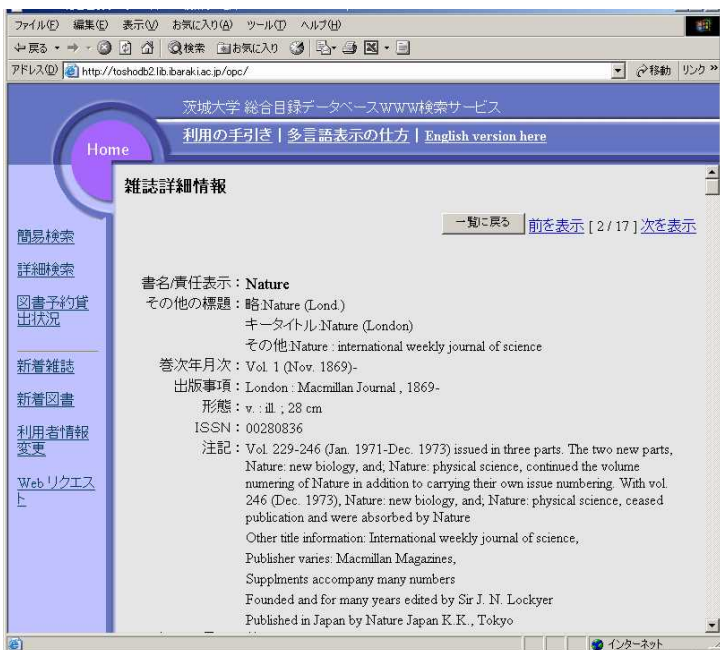 ファイル(F) 編集(E) 表示(V) お気に入り(A) ツール(T) ヘルプ(H)
戻る 検索 お気に入り
アドレス(D) http://toshodb2.lib.ibaraki.ac.jp/opc/ 移動 リンク »
茨城大学 総合目録データベースWWW検索サービス
利用の手引き | 多言語表示の仕方 | English version here
Home
雑誌詳細情報
一覧に戻る 前を表示 [ 2 / 17 ] 次を表示
簡易検索
詳細検索
図書予約貸
出状況
新着雑誌
新着図書
利用者情報
変更
Web リクエス
ト
書名/責任表示 : Nature
その他の標題 : 略:Nature (Lond.)
キータイトル:Nature (London)
その他:Nature : international weekly journal of science
巻次年月次 : Vol. 1 (Nov. 1869)-
出版事項 : London : Macmillan Journal , 1869-
形態 : v. : ill. ; 28 cm
ISSN : 00280836
注記 : Vol. 229-246 (Jan. 1971-Dec. 1973) issued in three parts. The two new parts,
Nature: new biology, and; Nature: physical science, continued the volume
numering of Nature in addition to carrying their own issue numbering. With vol.
246 (Dec. 1973), Nature: new biology, and; Nature: physical science, ceased
publication and were absorbed by Nature
Other title information: International weekly journal of science,
Publisher varies: Macmillan Magazines,
Supplments accompany many numbers
Founded and for many years edited by Sir J. N. Lockyer
Published in Japan by Nature Japan K.K., Tokyo
インターネット